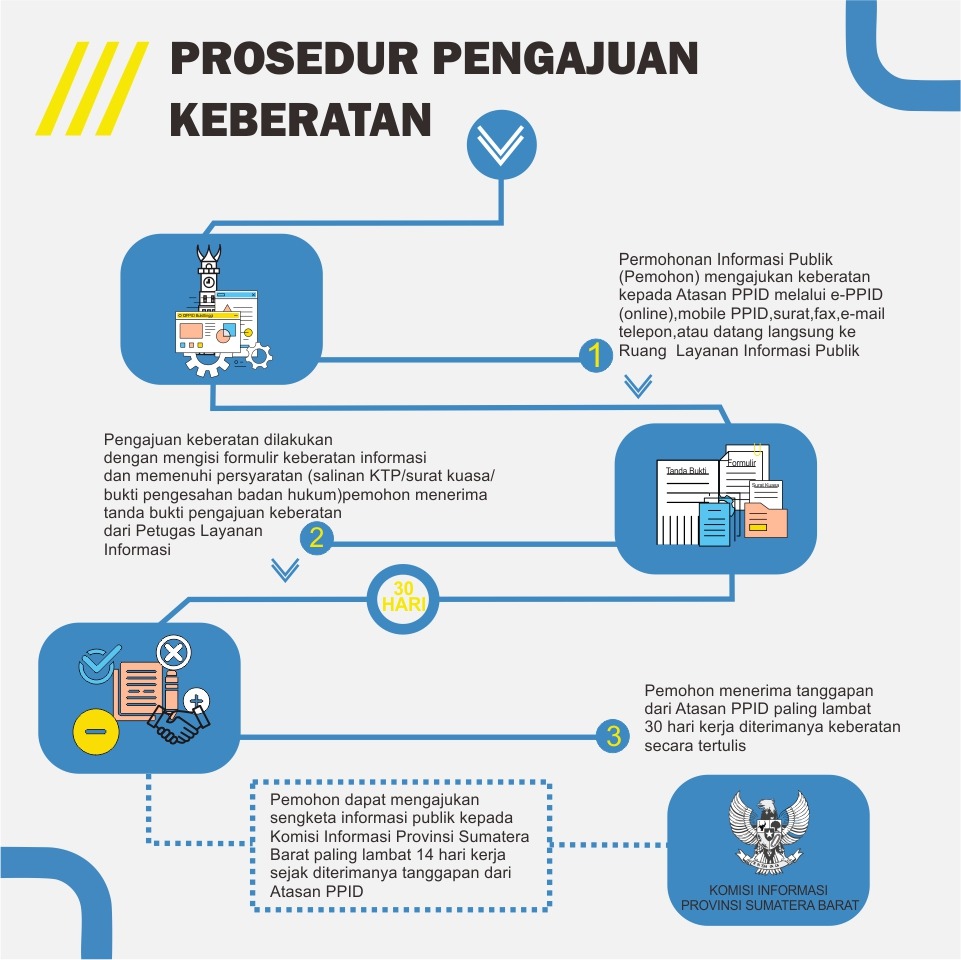 PROSEDUR PENGAJUAN
KEBERATAN
Permohonan Informasi Publik
(Pemohon) mengajukan keberatan
kepada Atasan PPID melalui e-PPID
(online),mobile PPID,surat,fax,e-mail
telepon,atau datang langsung ke
Ruang Layanan Informasi Publik
1
Pengajuan keberatan dilakukan
dengan mengisi formulir keberatan informasi
dan memenuhi persyaratan (salinan KTP/surat kuasa/
bukti pengesahan badan hukum)pemohon menerima
tanda bukti pengajuan keberatan
dari Petugas Layanan
Informasi
2
Tanda Bukti
Formulir
Surat Kuasa
30
HARI
Pemohon menerima tanggapan
dari Atasan PPID paling lambat
30 hari kerja diterimanya keberatan
secara tertulis
3
Pemohon dapat mengajukan
sengketa informasi publik kepada
Komisi Informasi Provinsi Sumatera
Barat paling lambat 14 hari kerja
sejak diterimanya tanggapan dari
Atasan PPID
KOMISI INFORMASI
PROVINSI SUMATERA BARAT